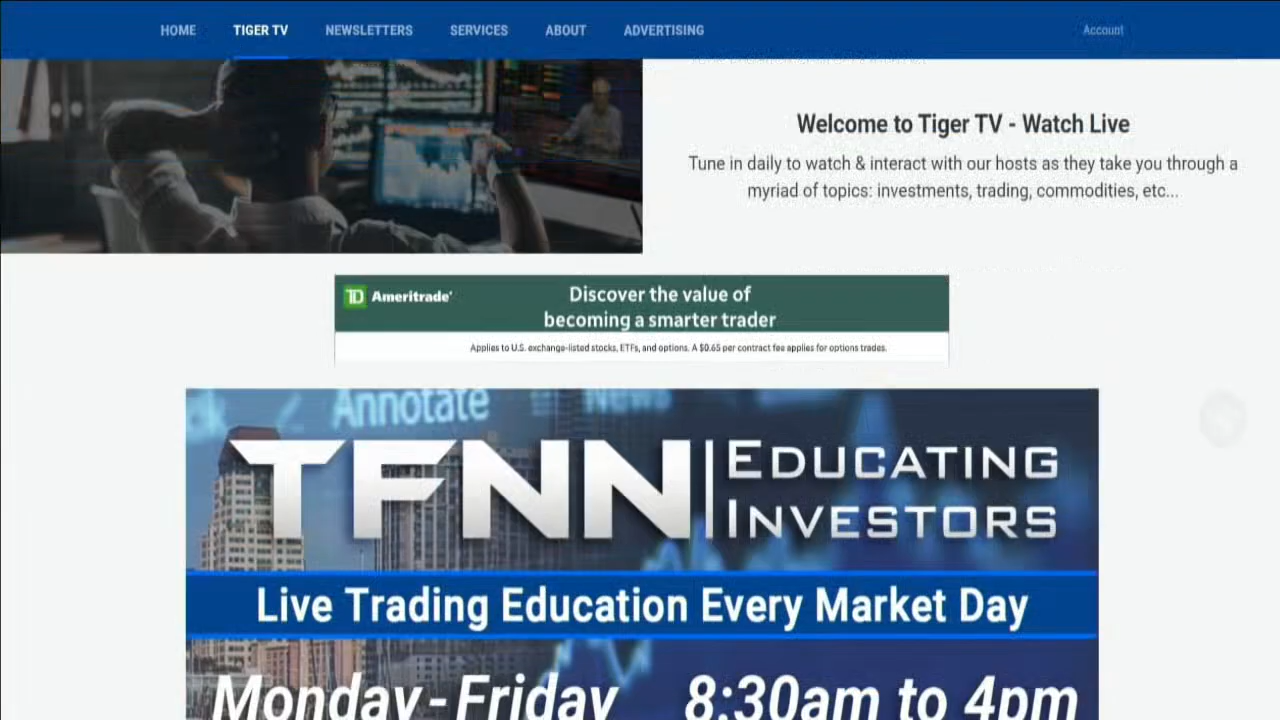 HOME TIGER TV NEWSLETTERS SERVICES ABOUT ADVERTISING Account
Welcome to Tiger TV - Watch Live
Tune in daily to watch & interact with our hosts as they take you through a
myriad of topics: investments, trading, commodities, etc...
TD Ameritrade
Discover the value of
becoming a smarter trader
Applies to U.S. exchange-listed stocks, ETFs, and options. A $0.65 per contract fee applies for options trades.
Annotate News
TFNN EDUCATING
INVESTORS
Live Trading Education Every Market Day
Monday - Friday 8:30am to 4pm